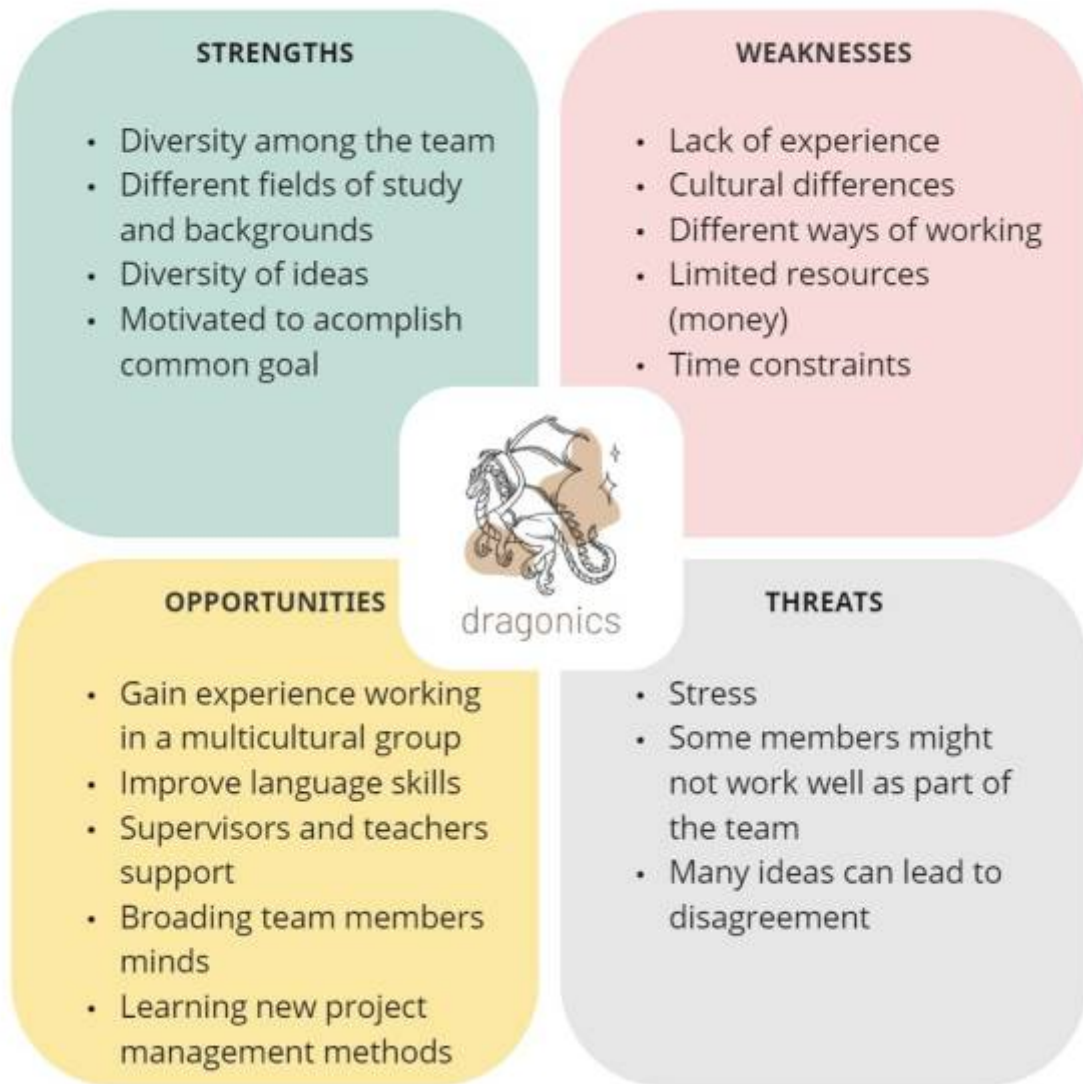 STRENGTHS
• Diversity among the team
• Different fields of study
and backgrounds
• Diversity of ideas
• Motivated to acomplish
common goal
WEAKNESSES
• Lack of experience
• Cultural differences
• Different ways of working
• Limited resources
(money)
• Time constraints
dragonics
OPPORTUNITIES
• Gain experience working
in a multicultural group
• Improve language skills
• Supervisors and teachers
support
• Broading team members
minds
• Learning new project
management methods
THREATS
• Stress
• Some members might
not work well as part of
the team
• Many ideas can lead to
disagreement